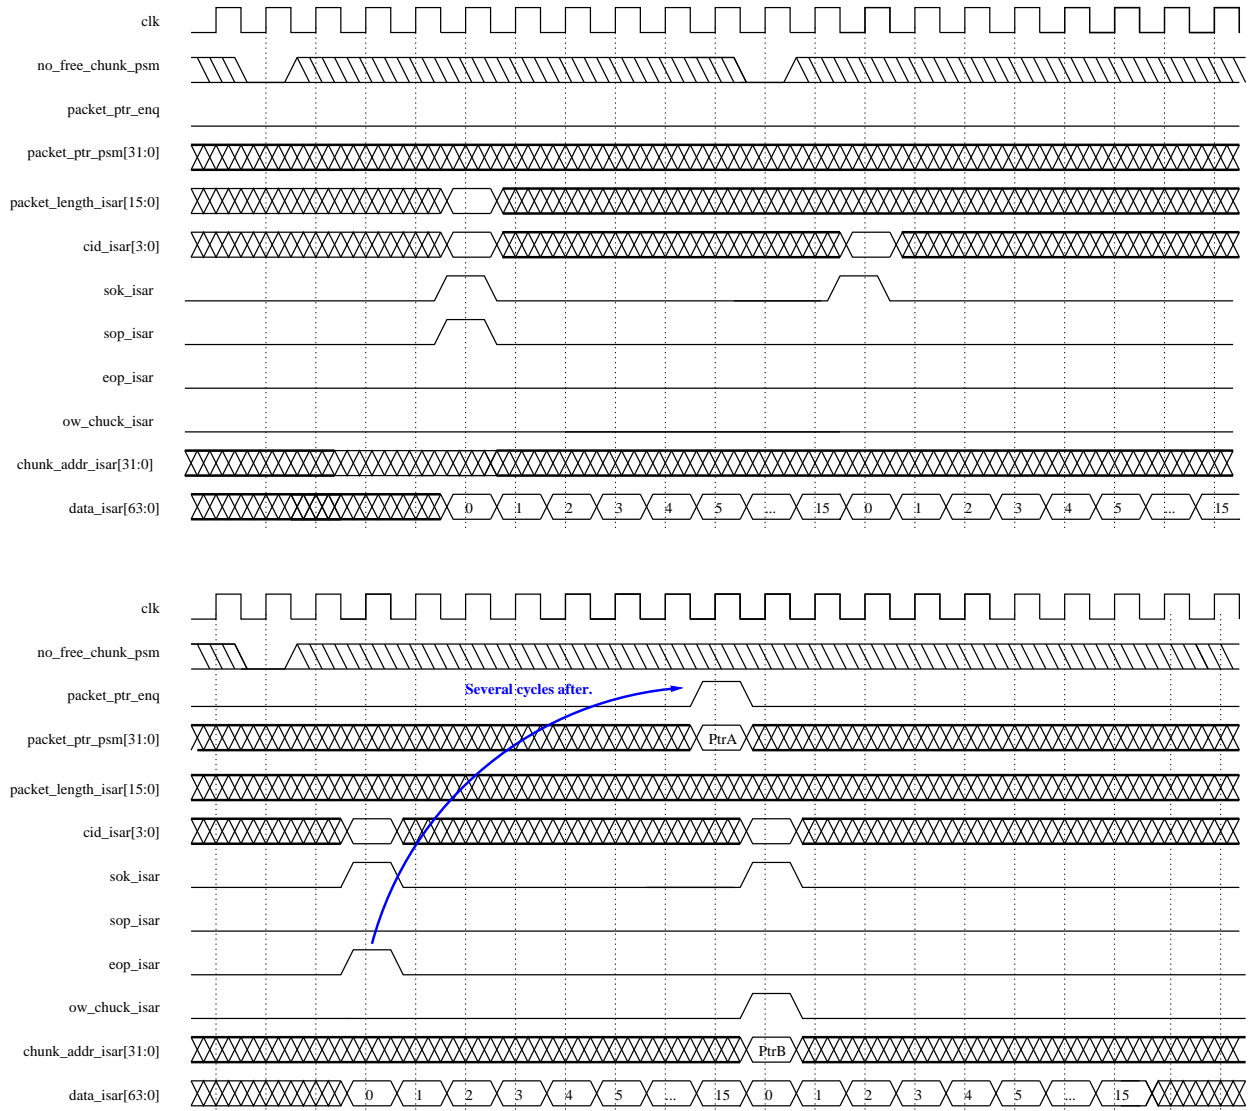 clk
no_free_chunk_psm
packet_ptr_enq
packet_ptr_psm[31:0]
packet_length_isar[15:0]
cid_isar[3:0]
sok_isar
sop_isar
eop_isar
ow_chuck_isar
chunk_addr_isar[31:0]
data_isar[63:0] 0 1 2 3 4 5 ... 15 0 1 2 3 4 5 ... 15
clk
no_free_chunk_psm
packet_ptr_enq Several cycles after.
packet_ptr_psm[31:0] PtrA
packet_length_isar[15:0]
cid_isar[3:0]
sok_isar
sop_isar
eop_isar
ow_chuck_isar
chunk_addr_isar[31:0] PtrB
data_isar[63:0] 0 1 2 3 4 5 ... 15 0 1 2 3 4 5 ... 15